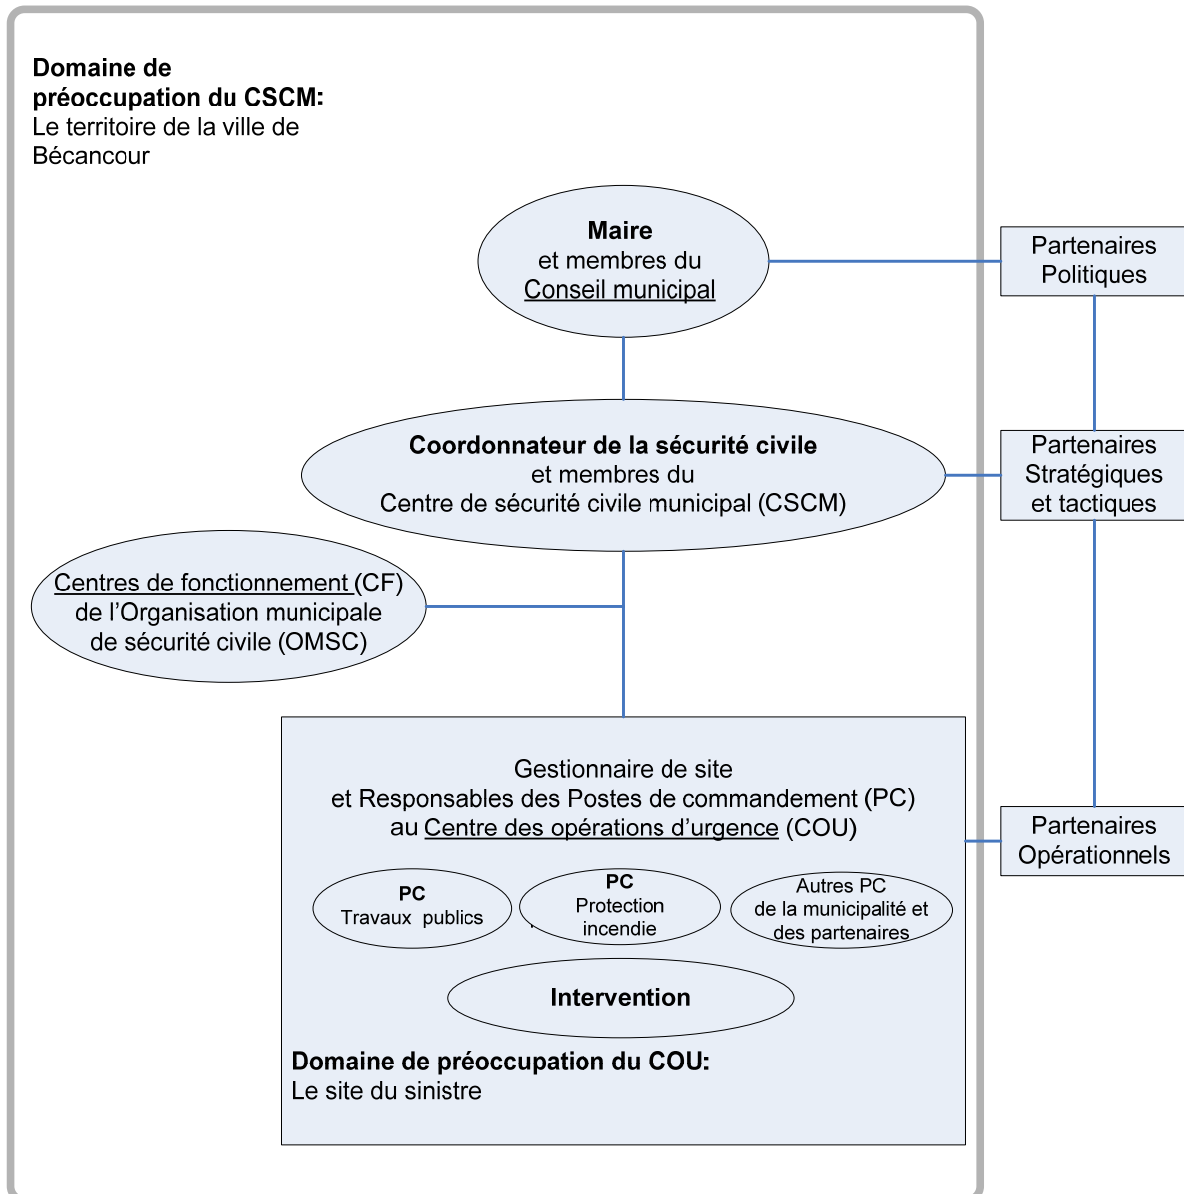 Domaine de
préoccupation du CSCM:
Le territoire de la ville de
Bécancour
Maire
et membres du
Conseil municipal
Partenaires
Politiques
Coordonnateur de la sécurité civile
et membres du
Centre de sécurité civile municipal (CSCM)
Partenaires
Stratégiques
et tactiques
Centres de fonctionnement (CF)
de l'Organisation municipale
de sécurité civile (OMSC)
Gestionnaire de site
et Responsables des Postes de commandement (PC)
au Centre des opérations d'urgence (COU)
Partenaires
Opérationnels
PC
Travaux publics
PC
Protection
incendie
Autres PC
de la municipalité et
des partenaires
Intervention
Domaine de préoccupation du COU:
Le site du sinistre